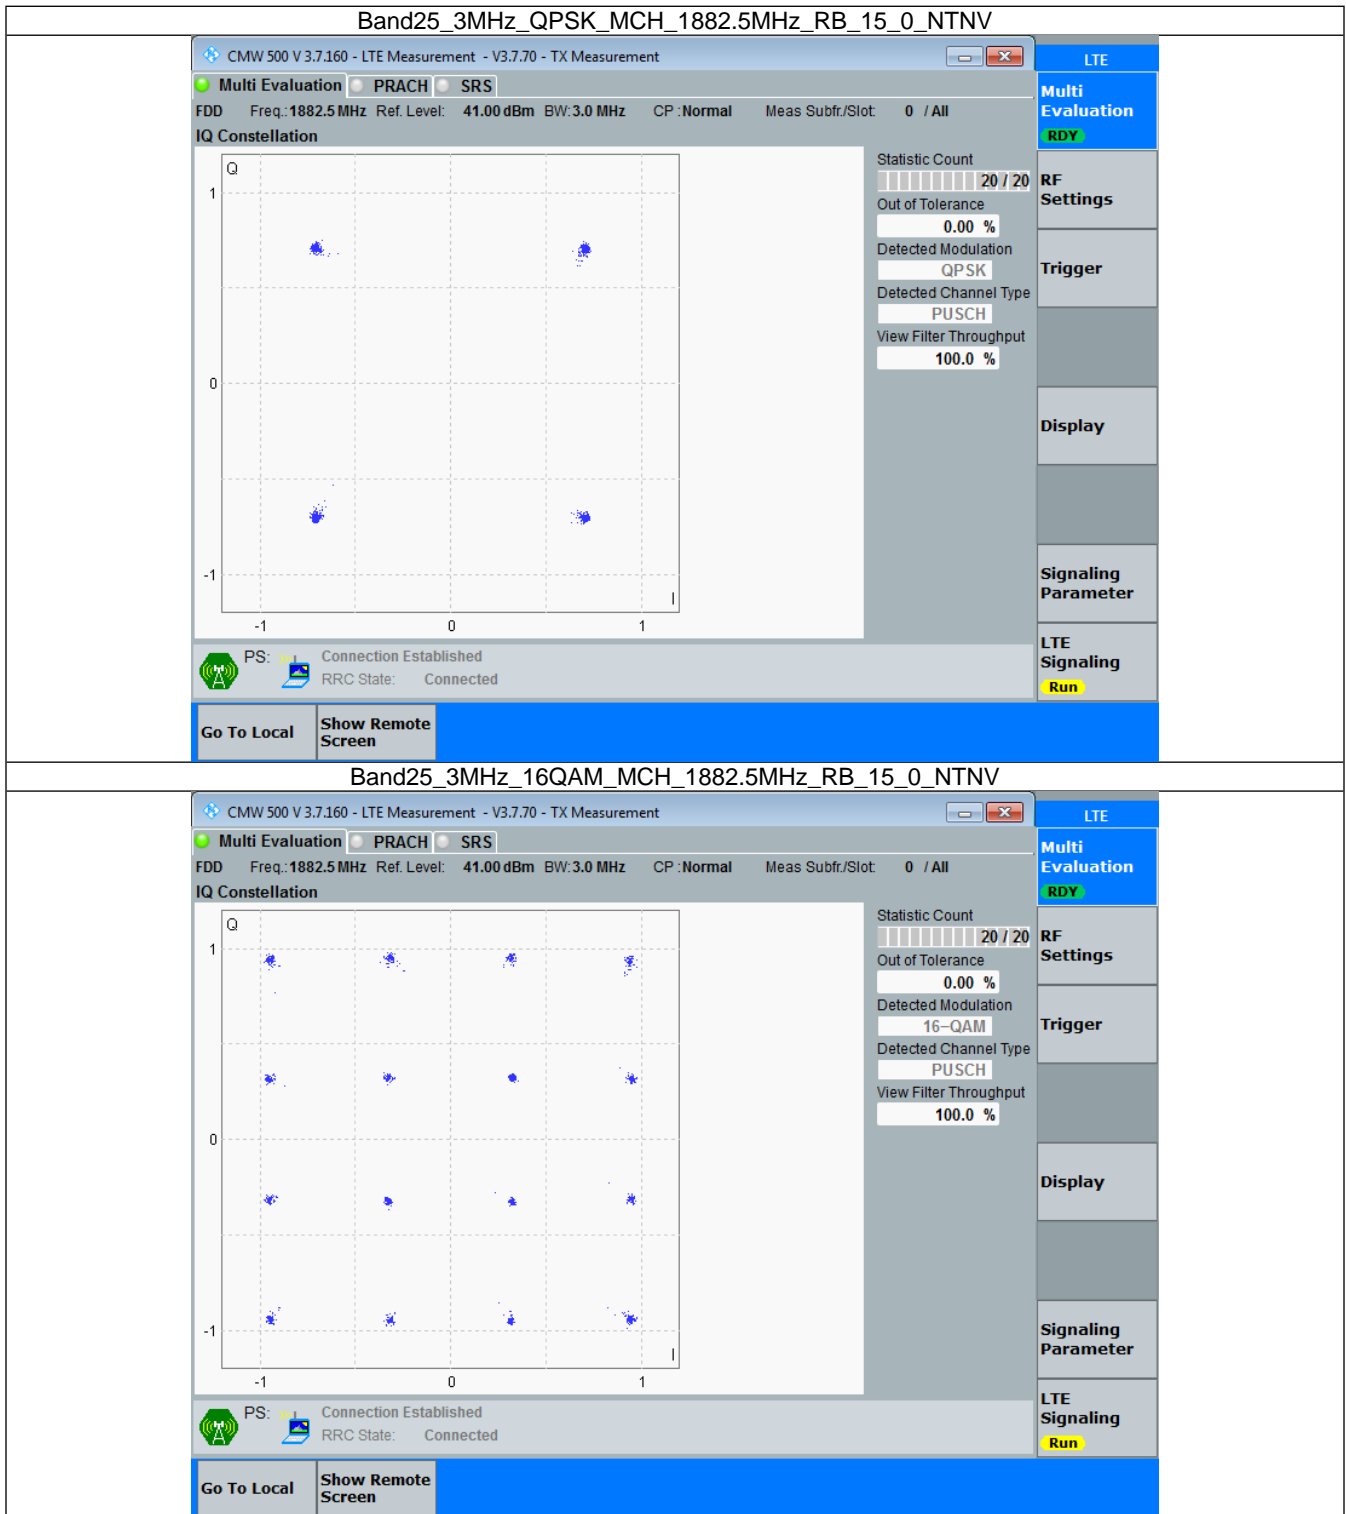 Band25_3MHz_QPSK_MCH_1882.5MHz_RB_15_0_NTNV
CMW 500 V 3.7.160 - LTE Measurement - V3.7.70 - TX Measurement
LTE
Multi Evaluation PRACH SRS
Multi
Evaluation
RDY
FDD Freq.: 1882.5 MHz Ref. Level: 41.00 dBm BW: 3.0 MHz CP : Normal Meas Subfr./Slot: 0 / All
IQ Constellation
Q
1
0
-1
I
-1 0 1
Statistic Count
20 / 20
Out of Tolerance
0.00 %
Detected Modulation
QPSK
Detected Channel Type
PUSCH
View Filter Throughput
100.0 %
RF
Settings
Trigger
Display
Signaling
Parameter
LTE
Signaling
Run
PS: Connection Established
RRC State: Connected
Go To Local
Show Remote
Screen
Band25_3MHz_16QAM_MCH_1882.5MHz_RB_15_0_NTNV
CMW 500 V 3.7.160 - LTE Measurement - V3.7.70 - TX Measurement
LTE
Multi Evaluation PRACH SRS
Multi
Evaluation
RDY
FDD Freq.: 1882.5 MHz Ref. Level: 41.00 dBm BW: 3.0 MHz CP : Normal Meas Subfr./Slot: 0 / All
IQ Constellation
Q
1
0
-1
I
-1 0 1
Statistic Count
20 / 20
Out of Tolerance
0.00 %
Detected Modulation
16-QAM
Detected Channel Type
PUSCH
View Filter Throughput
100.0 %
RF
Settings
Trigger
Display
Signaling
Parameter
LTE
Signaling
Run
PS: Connection Established
RRC State: Connected
Go To Local
Show Remote
Screen